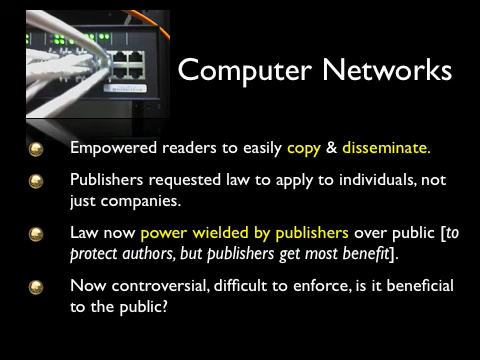 Computer Networks
Empowered readers to easily copy & disseminate.
Publishers requested law to apply to individuals, not
just companies.
Law now power wielded by publishers over public [to
protect authors, but publishers get most benefit].
Now controversial, difficult to enforce, is it beneficial
to the public?